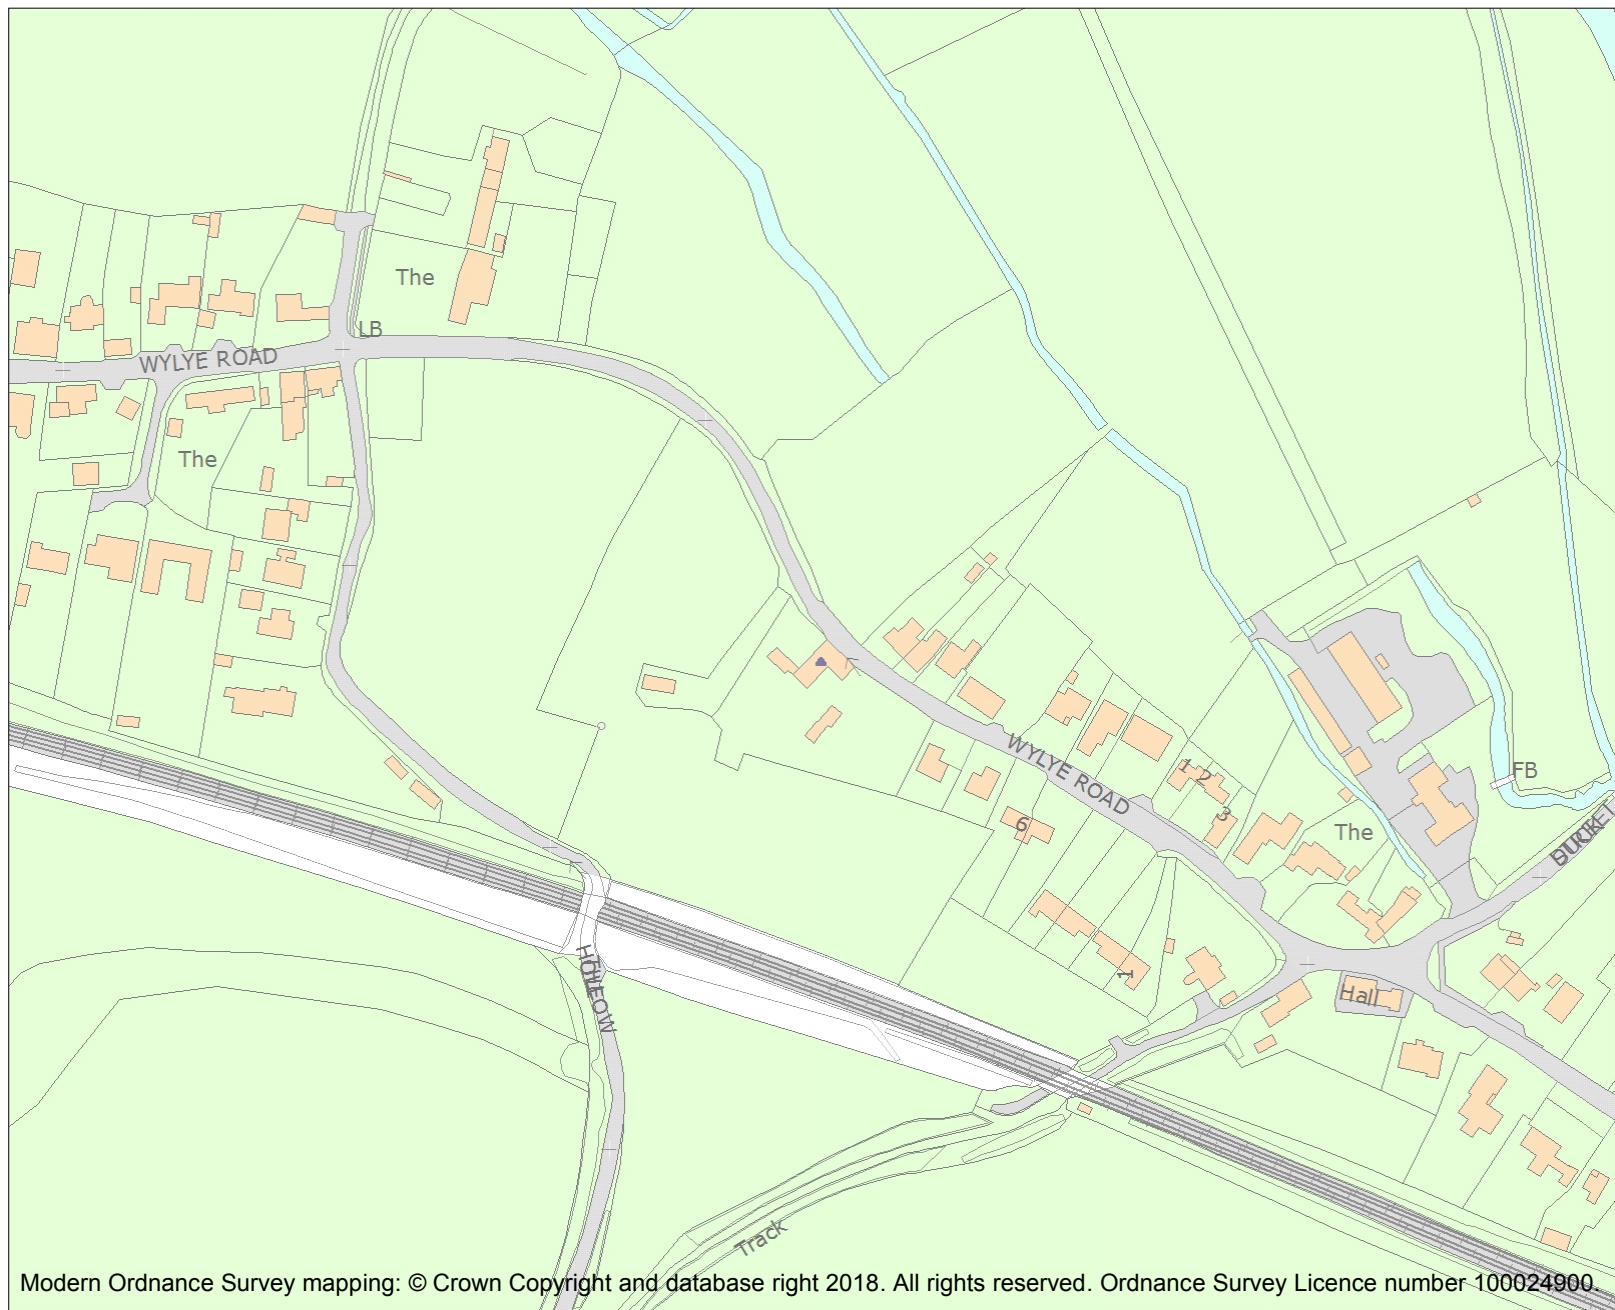 The
LB
WYLYE ROAD
The
WYLYE ROAD
1 2
3
6
The
FB
1
Hall
HOLLOW
Track
Modern Ordnance Survey mapping: © Crown Copyright and database right 2018. All rights reserved. Ordnance Survey Licence number 100024900.